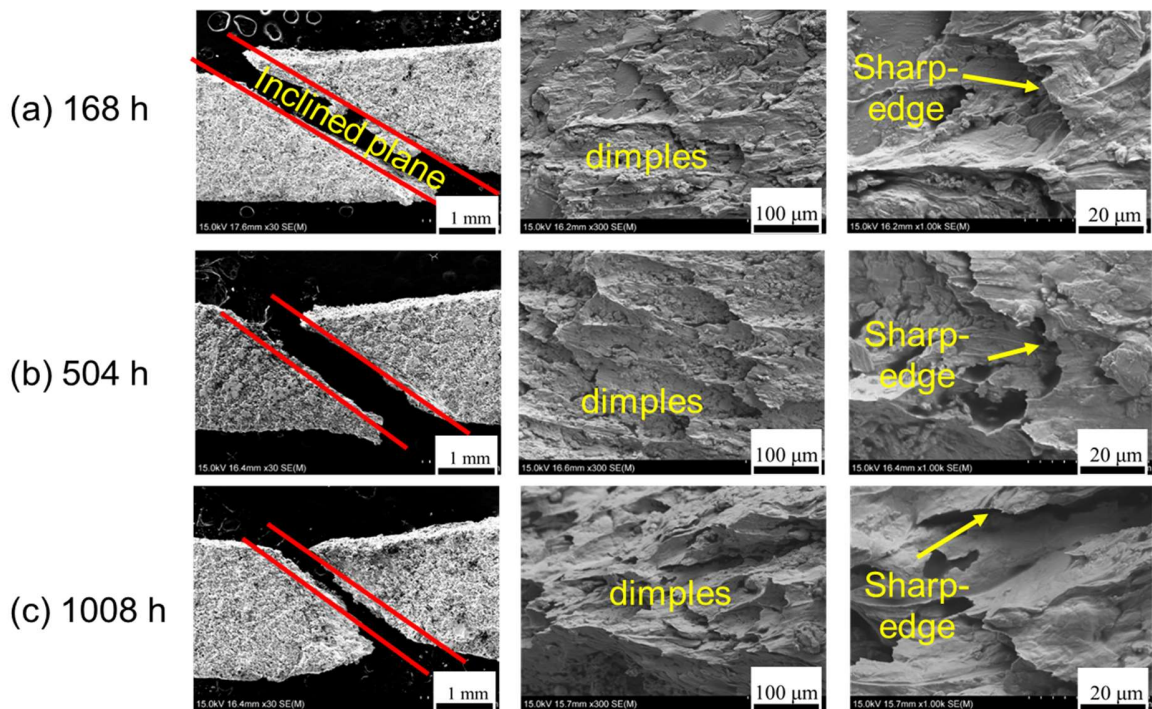 (a) 168 h
Inclined plane
1 mm
15.0kV 17.6mm x30 SE(M)
dimples
100 μm
15.0kV 16.2mm x300 SE(M)
Sharp-
edge
20 μm
15.0kV 16.2mm x1.00k SE(M)
(b) 504 h
1 mm
15.0kV 16.4mm x30 SE(M)
dimples
100 μm
15.0kV 16.6mm x300 SE(M)
Sharp-
edge
20 μm
15.0kV 16.4mm x1.00k SE(M)
(c) 1008 h
1 mm
15.0kV 16.4mm x30 SE(M)
dimples
100 μm
15.0kV 15.7mm x300 SE(M)
Sharp-
edge
20 μm
15.0kV 15.7mm x1.00k SE(M)